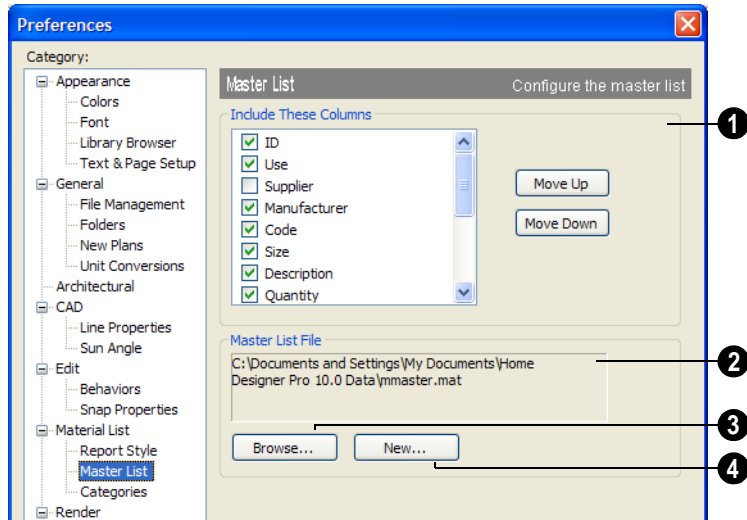 Preferences
Category:
Appearance
Colors
Font
Library Browser
Text & Page Setup
General
File Management
Folders
New Plans
Unit Conversions
Architectural
CAD
Line Properties
Sun Angle
Edit
Behaviors
Snap Properties
Material List
Report Style
Master List
Categories
Render
Master List
Configure the master list
Include These Columns
ID
Use
Supplier
Manufacturer
Code
Size
Description
Quantity
Move Up
Move Down
1
Master List File
C:\Documents and Settings\My Documents\Home
Designer Pro 10.0 Data\mmaster.mat
2
Browse...
New...
3
4